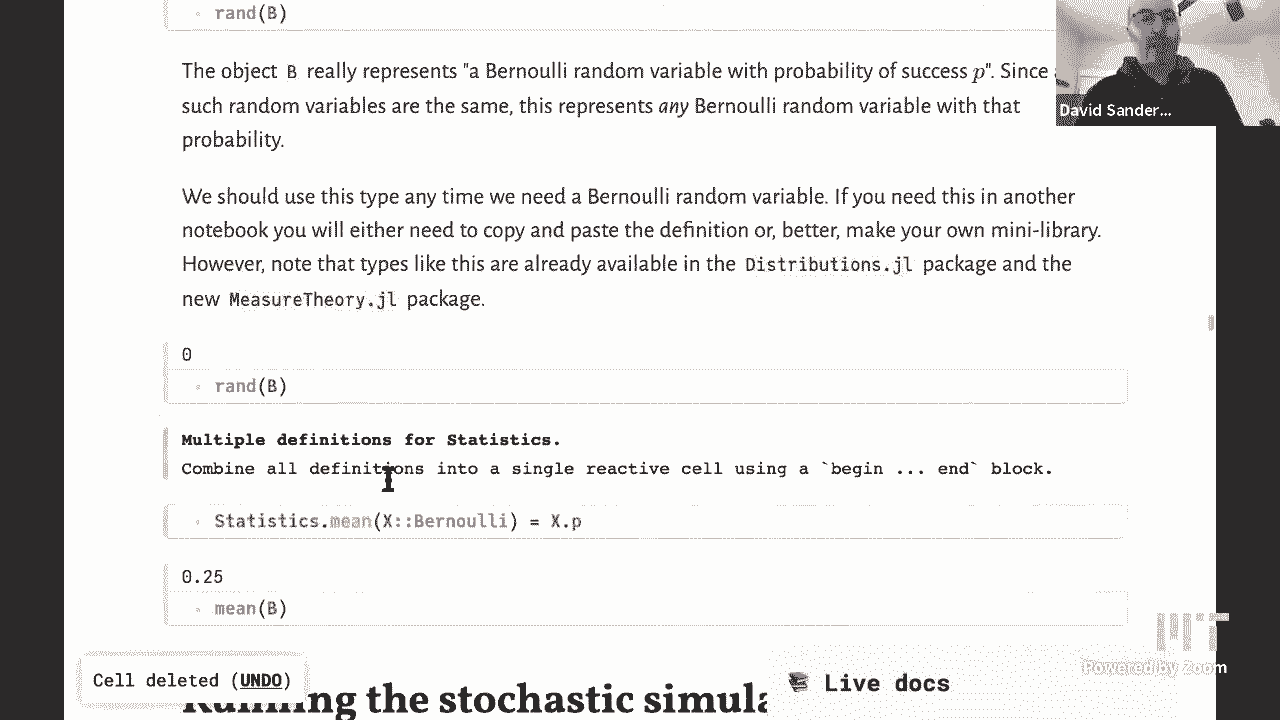 rand(B)
The object B really represents "a Bernoulli random variable with probability of success p". Since
such random variables are the same, this represents any Bernoulli random variable with that
probability.
David Sander...
We should use this type any time we need a Bernoulli random variable. If you need this in another
notebook you will either need to copy and paste the definition or, better, make your own mini-library.
However, note that types like this are already available in the Distributions.jl package and the
new MeasureTheory.jl package.
0
rand(B)
Multiple definitions for Statistics.
Combine all definitions into a single reactive cell using a `begin ... end` block.
Statistics.mean(X::Bernoulli) = X.p
0.25
mean(B)
MIT
Powered by Zoom
Cell deleted (UNDO)
Running the stochastic simula
Live docs